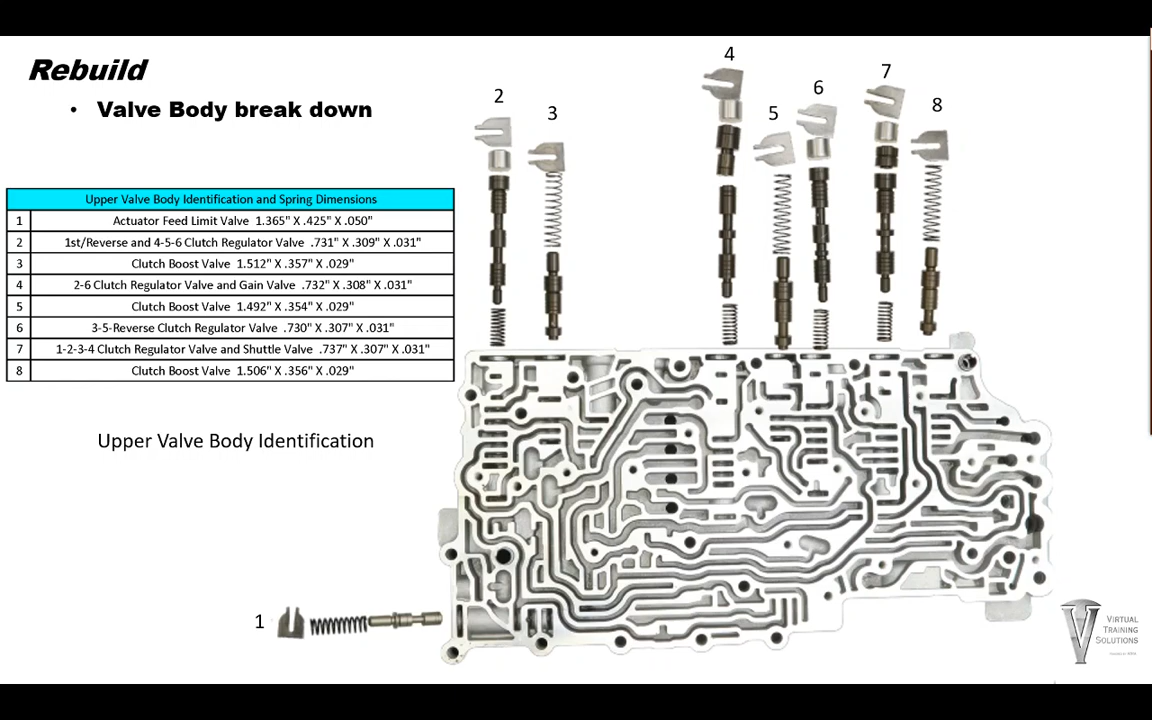 Rebuild
• Valve Body break down
Upper Valve Body Identification and Spring Dimensions
1 Actuator Feed Limit Valve 1.365" X .425" X .050"
2 1st/Reverse and 4-5-6 Clutch Regulator Valve .731" X .309" X .031"
3 Clutch Boost Valve 1.512" X .357" X .029"
4 2-6 Clutch Regulator Valve and Gain Valve .732" X .308" X .031"
5 Clutch Boost Valve 1.492" X .354" X .029"
6 3-5-Reverse Clutch Regulator Valve .730" X .307" X .031"
7 1-2-3-4 Clutch Regulator Valve and Shuttle Valve .737" X .307" X .031"
8 Clutch Boost Valve 1.506" X .356" X .029"
Upper Valve Body Identification
1
2
3
4
5
6
7
8
V VIRTUAL
TRAINING
SOLUTIONS